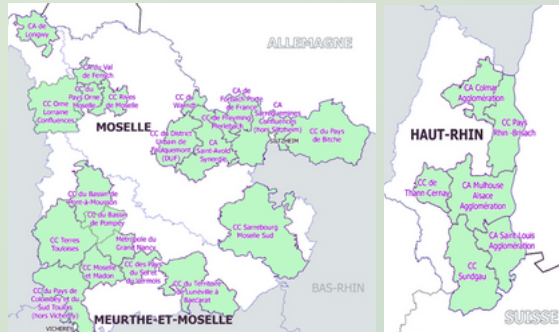 CA de
Longwy
ALLEMAGNE
CA du Val
de Fensch
CC du
Pays Orne
Moselle
CC Rives
de Moselle
CC Orne
Lorraine
Confluences
MOSELLE
CC du
Warndt
CA de
Forbach Porte
de France
CC de Freyming
Merlebach
CA
Sarreguemines
Confluences
(hors Siltzheim)
SILTZHEIM
CC du Pays
de Bitche
CC du District
Urbain de
Faulquemont
(DUF)
CA
Saint-Avold
Synergie
CC du Bassin de
Pont-à-Mousson
CC du Bassin
de Pompey
CC Terres
Touloises
Métropole du
Grand Nancy
CC Sarrebourg
Moselle Sud
CC Moselle
et Madon
CC des Pays
du Sel et
du Vermois
CC du Territoire
de Lunéville à
Baccarat
CC du Pays de
Colombey et du
Sud Toulois
(hors Vicherey)
VICHEREY
MEURTHE-ET-MOSELLE
BAS-RHIN
CA Colmar
Agglomération
CC Pays
Rhin -Brisach
HAUT-RHIN
CC de
Thann-Cernay
CA Mulhouse
Alsace
Agglomération
CA Saint Louis
Agglomération
CC
Sundgau
SUISSE